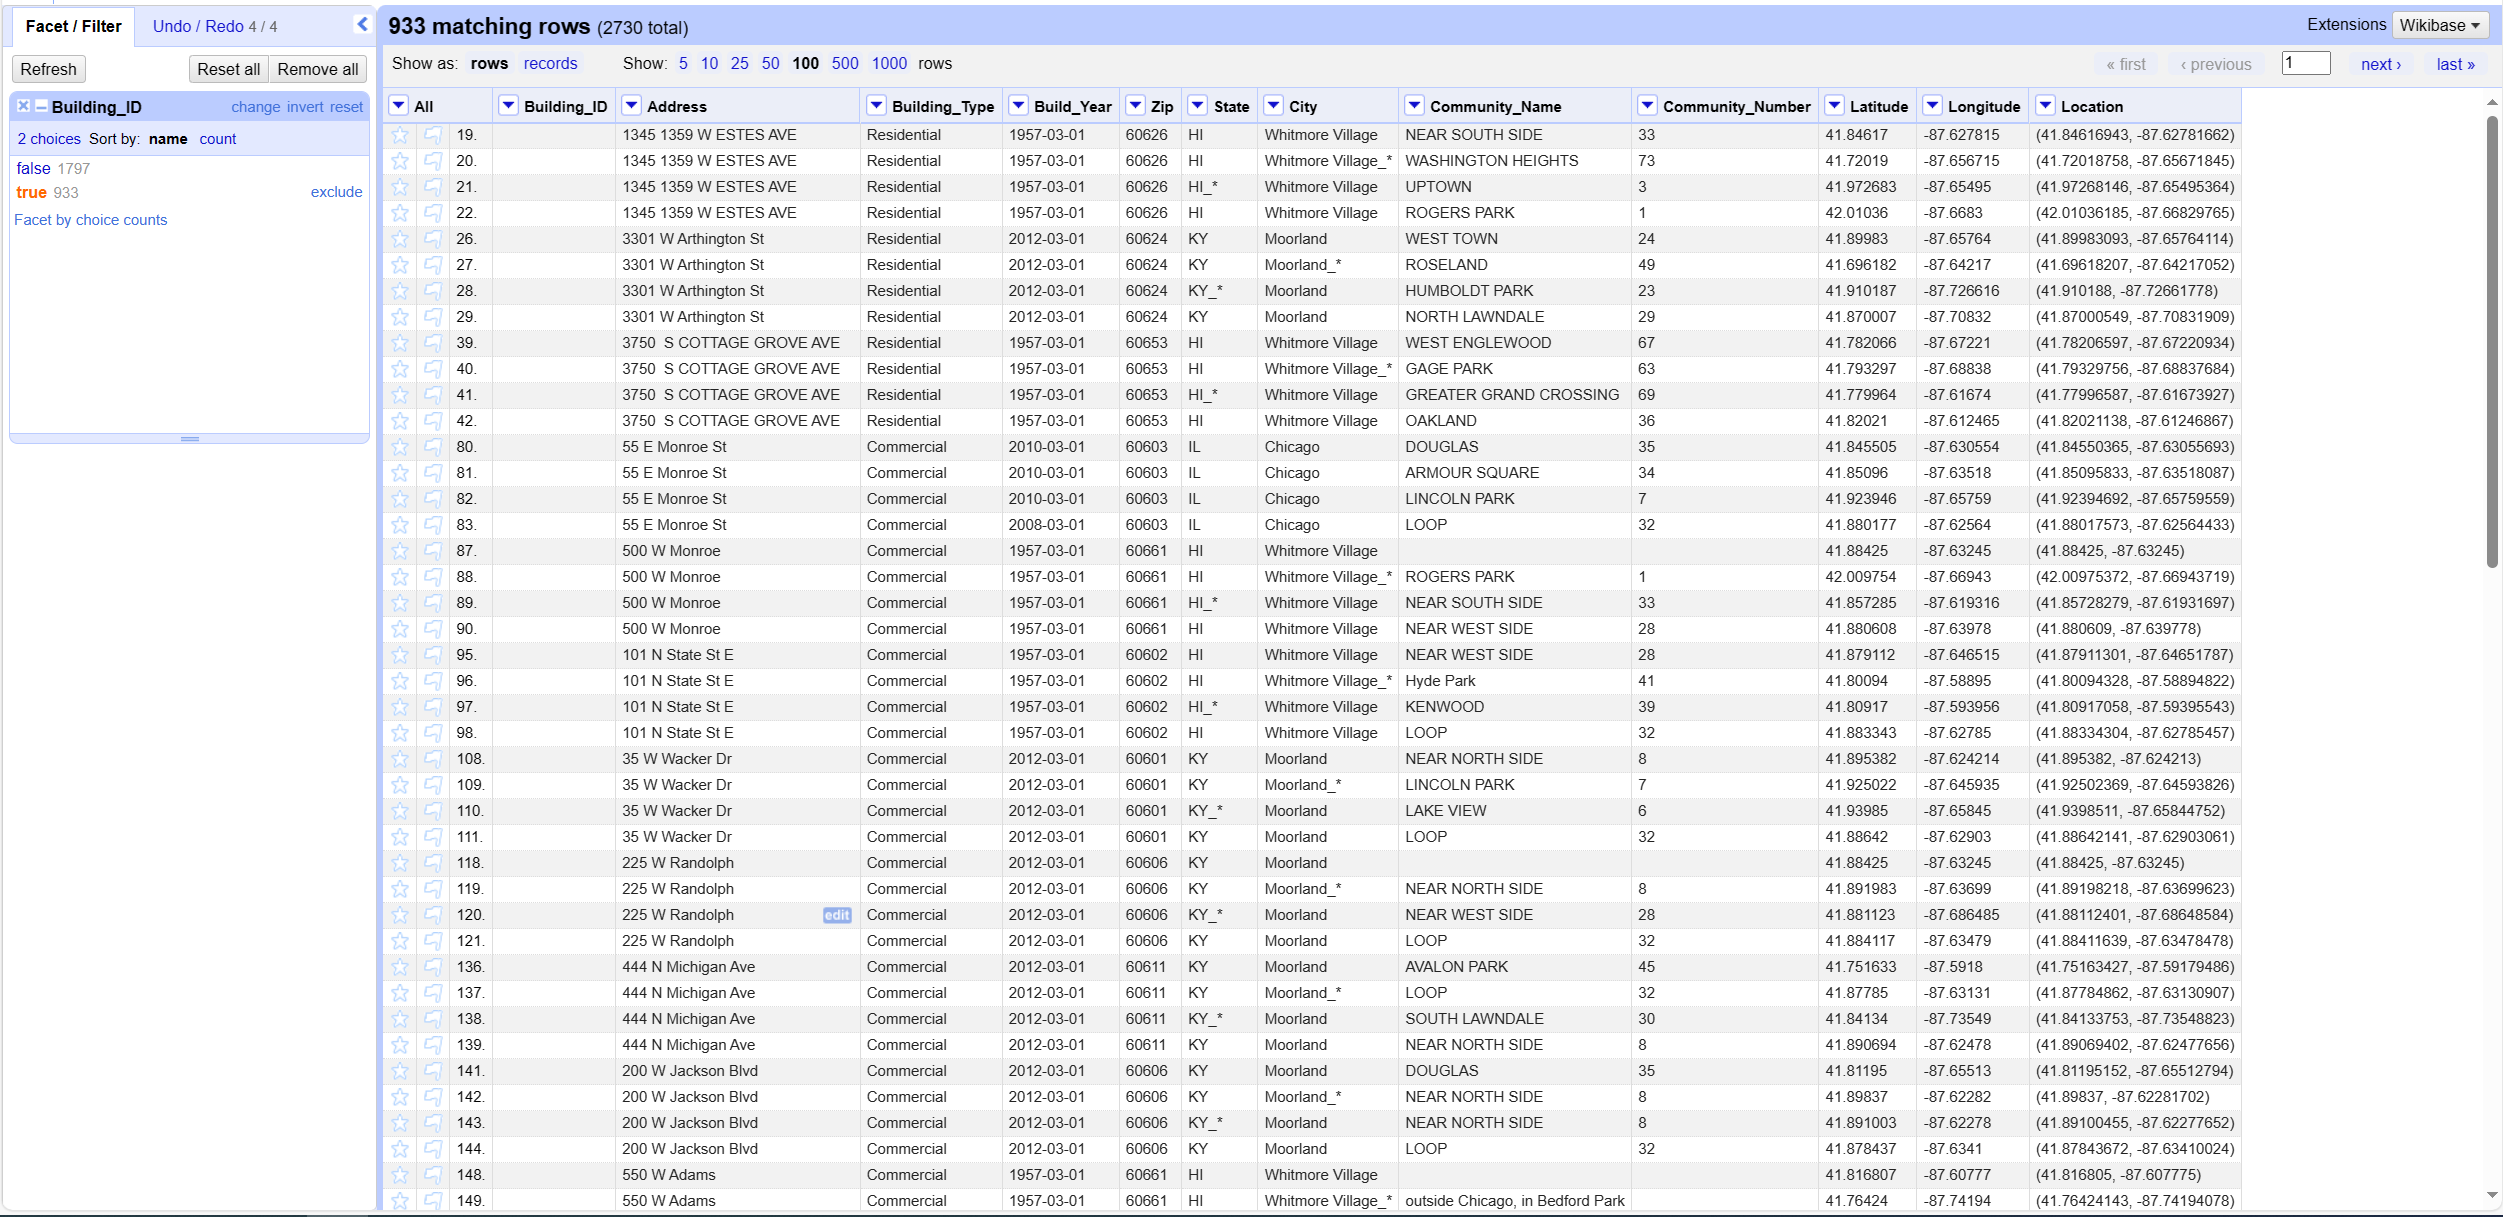 Facet / Filter Undo / Redo 4 / 4
933 matching rows (2730 total) Extensions Wikibase
Refresh Reset all Remove all
Show as: rows records Show: 5 10 25 50 100 500 1000 rows « first ‹ previous 1 next › last »
Building_ID change invert reset
2 choices Sort by: name count
false 1797
true 933 exclude
Facet by choice counts
All Building_ID Address Building_Type Build_Year Zip State City Community_Name Community_Number Latitude Longitude Location
19. 1345 1359 W ESTES AVE Residential 1957-03-01 60626 HI Whitmore Village NEAR SOUTH SIDE 33 41.84617 -87.627815 (41.84616943, -87.62781662)
20. 1345 1359 W ESTES AVE Residential 1957-03-01 60626 HI Whitmore Village_* WASHINGTON HEIGHTS 73 41.72019 -87.656715 (41.72018758, -87.65671845)
21. 1345 1359 W ESTES AVE Residential 1957-03-01 60626 HI_* Whitmore Village UPTOWN 3 41.972683 -87.65495 (41.97268146, -87.65495364)
22. 1345 1359 W ESTES AVE Residential 1957-03-01 60626 HI Whitmore Village ROGERS PARK 1 42.01036 -87.6683 (42.01036185, -87.66829765)
26. 3301 W Arthington St Residential 2012-03-01 60624 KY Moorland WEST TOWN 24 41.89983 -87.65764 (41.89983093, -87.65764114)
27. 3301 W Arthington St Residential 2012-03-01 60624 KY Moorland_* ROSELAND 49 41.696182 -87.64217 (41.69618207, -87.64217052)
28. 3301 W Arthington St Residential 2012-03-01 60624 KY_* Moorland HUMBOLDT PARK 23 41.910187 -87.726616 (41.910188, -87.72661778)
29. 3301 W Arthington St Residential 2012-03-01 60624 KY Moorland NORTH LAWNDALE 29 41.870007 -87.70832 (41.87000549, -87.70831909)
39. 3750  S COTTAGE GROVE AVE Residential 1957-03-01 60653 HI Whitmore Village WEST ENGLEWOOD 67 41.782066 -87.67221 (41.78206597, -87.67220934)
40. 3750  S COTTAGE GROVE AVE Residential 1957-03-01 60653 HI Whitmore Village_* GAGE PARK 63 41.793297 -87.68838 (41.79329756, -87.68837684)
41. 3750  S COTTAGE GROVE AVE Residential 1957-03-01 60653 HI_* Whitmore Village GREATER GRAND CROSSING 69 41.779964 -87.61674 (41.77996587, -87.61673927)
42. 3750  S COTTAGE GROVE AVE Residential 1957-03-01 60653 HI Whitmore Village OAKLAND 36 41.82021 -87.612465 (41.82021138, -87.61246867)
80. 55 E Monroe St Commercial 2010-03-01 60603 IL Chicago DOUGLAS 35 41.845505 -87.630554 (41.84550365, -87.63055693)
81. 55 E Monroe St Commercial 2010-03-01 60603 IL Chicago ARMOUR SQUARE 34 41.85096 -87.63518 (41.85095833, -87.63518087)
82. 55 E Monroe St Commercial 2010-03-01 60603 IL Chicago LINCOLN PARK 7 41.923946 -87.65759 (41.92394692, -87.65759559)
83. 55 E Monroe St Commercial 2008-03-01 60603 IL Chicago LOOP 32 41.880177 -87.62564 (41.88017573, -87.62564433)
87. 500 W Monroe Commercial 1957-03-01 60661 HI Whitmore Village 41.88425 -87.63245 (41.88425, -87.63245)
88. 500 W Monroe Commercial 1957-03-01 60661 HI Whitmore Village_* ROGERS PARK 1 42.009754 -87.66943 (42.00975372, -87.66943719)
89. 500 W Monroe Commercial 1957-03-01 60661 HI_* Whitmore Village NEAR SOUTH SIDE 33 41.857285 -87.619316 (41.85728279, -87.61931697)
90. 500 W Monroe Commercial 1957-03-01 60661 HI Whitmore Village NEAR WEST SIDE 28 41.880608 -87.63978 (41.880609, -87.639778)
95. 101 N State St E Commercial 1957-03-01 60602 HI Whitmore Village NEAR WEST SIDE 28 41.879112 -87.646515 (41.87911301, -87.64651787)
96. 101 N State St E Commercial 1957-03-01 60602 HI Whitmore Village_* Hyde Park 41 41.80094 -87.58895 (41.80094328, -87.58894822)
97. 101 N State St E Commercial 1957-03-01 60602 HI_* Whitmore Village KENWOOD 39 41.80917 -87.593956 (41.80917058, -87.59395543)
98. 101 N State St E Commercial 1957-03-01 60602 HI Whitmore Village LOOP 32 41.883343 -87.62785 (41.88334304, -87.62785457)
108. 35 W Wacker Dr Commercial 2012-03-01 60601 KY Moorland NEAR NORTH SIDE 8 41.895382 -87.624214 (41.895382, -87.624213)
109. 35 W Wacker Dr Commercial 2012-03-01 60601 KY Moorland_* LINCOLN PARK 7 41.925022 -87.645935 (41.92502369, -87.64593826)
110. 35 W Wacker Dr Commercial 2012-03-01 60601 KY_* Moorland LAKE VIEW 6 41.93985 -87.65845 (41.9398511, -87.65844752)
111. 35 W Wacker Dr Commercial 2012-03-01 60601 KY Moorland LOOP 32 41.88642 -87.62903 (41.88642141, -87.62903061)
118. 225 W Randolph Commercial 2012-03-01 60606 KY Moorland 41.88425 -87.63245 (41.88425, -87.63245)
119. 225 W Randolph Commercial 2012-03-01 60606 KY Moorland_* NEAR NORTH SIDE 8 41.891983 -87.63699 (41.89198218, -87.63699623)
120. 225 W Randolph edit Commercial 2012-03-01 60606 KY_* Moorland NEAR WEST SIDE 28 41.881123 -87.686485 (41.88112401, -87.68648584)
121. 225 W Randolph Commercial 2012-03-01 60606 KY Moorland LOOP 32 41.884117 -87.63479 (41.88411639, -87.63478478)
136. 444 N Michigan Ave Commercial 2012-03-01 60611 KY Moorland AVALON PARK 45 41.751633 -87.5918 (41.75163427, -87.59179486)
137. 444 N Michigan Ave Commercial 2012-03-01 60611 KY Moorland_* LOOP 32 41.87785 -87.63131 (41.87784862, -87.63130907)
138. 444 N Michigan Ave Commercial 2012-03-01 60611 KY_* Moorland SOUTH LAWNDALE 30 41.84134 -87.73549 (41.84133753, -87.73548823)
139. 444 N Michigan Ave Commercial 2012-03-01 60611 KY Moorland NEAR NORTH SIDE 8 41.890694 -87.62478 (41.89069402, -87.62477656)
141. 200 W Jackson Blvd Commercial 2012-03-01 60606 KY Moorland DOUGLAS 35 41.81195 -87.65513 (41.81195152, -87.65512794)
142. 200 W Jackson Blvd Commercial 2012-03-01 60606 KY Moorland_* NEAR NORTH SIDE 8 41.89837 -87.62282 (41.89837, -87.62281702)
143. 200 W Jackson Blvd Commercial 2012-03-01 60606 KY_* Moorland NEAR NORTH SIDE 8 41.891003 -87.62278 (41.89100455, -87.62277652)
144. 200 W Jackson Blvd Commercial 2012-03-01 60606 KY Moorland LOOP 32 41.878437 -87.6341 (41.87843672, -87.63410024)
148. 550 W Adams Commercial 1957-03-01 60661 HI Whitmore Village 41.816807 -87.60777 (41.816805, -87.607775)
149. 550 W Adams Commercial 1957-03-01 60661 HI Whitmore Village_* outside Chicago, in Bedford Park 41.76424 -87.74194 (41.76424143, -87.74194078)